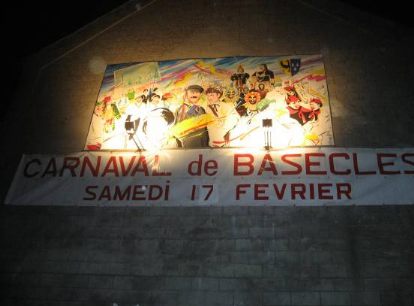 CARNAVAL de BASECLES
SAMEDI 17 FEVRIER